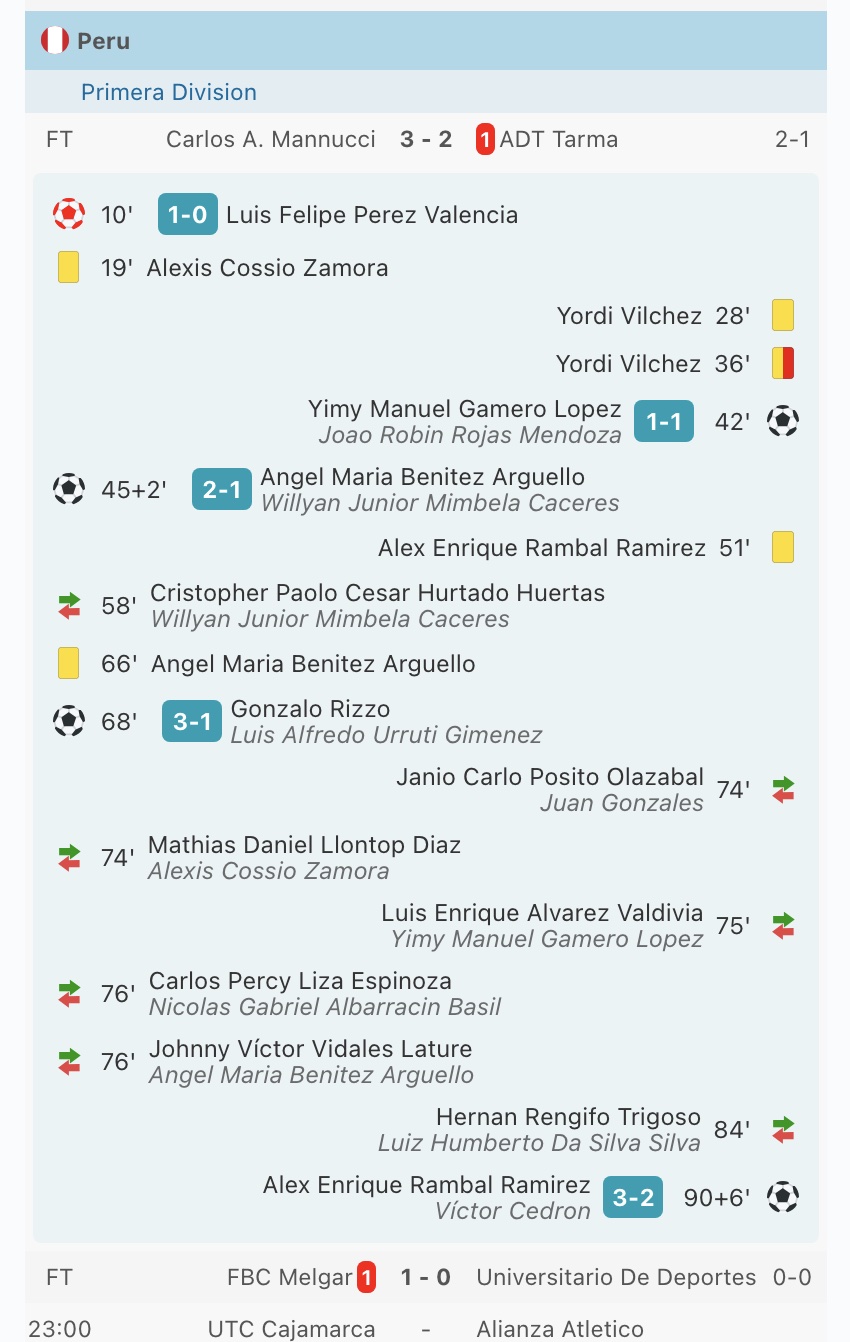 Peru
Primera Division
FT Carlos A. Mannucci 3 - 2 1 ADT Tarma 2-1
10' 1-0 Luis Felipe Perez Valencia
19' Alexis Cossio Zamora
Yordi Vilchez 28'
Yordi Vilchez 36'
Yimy Manuel Gamero Lopez 1-1 42'
Joao Robin Rojas Mendoza
45+2' 2-1 Angel Maria Benitez Arguello
Willyan Junior Mimbela Caceres
Alex Enrique Rambal Ramirez 51'
58' Cristopher Paolo Cesar Hurtado Huertas
Willyan Junior Mimbela Caceres
66' Angel Maria Benitez Arguello
68' 3-1 Gonzalo Rizzo
Luis Alfredo Urruti Gimenez
Janio Carlo Posito Olazabal 74'
Juan Gonzales
74' Mathias Daniel Llontop Diaz
Alexis Cossio Zamora
Luis Enrique Alvarez Valdivia 75'
Yimy Manuel Gamero Lopez
76' Carlos Percy Liza Espinoza
Nicolas Gabriel Albarracin Basil
76' Johnny Víctor Vidales Lature
Angel Maria Benitez Arguello
Hernan Rengifo Trigoso 84'
Luiz Humberto Da Silva Silva
Alex Enrique Rambal Ramirez 3-2 90+6'
Víctor Cedron
FT FBC Melgar 1 1 - 0 Universitario De Deportes 0-0
23:00 UTC Cajamarca - Alianza Atletico